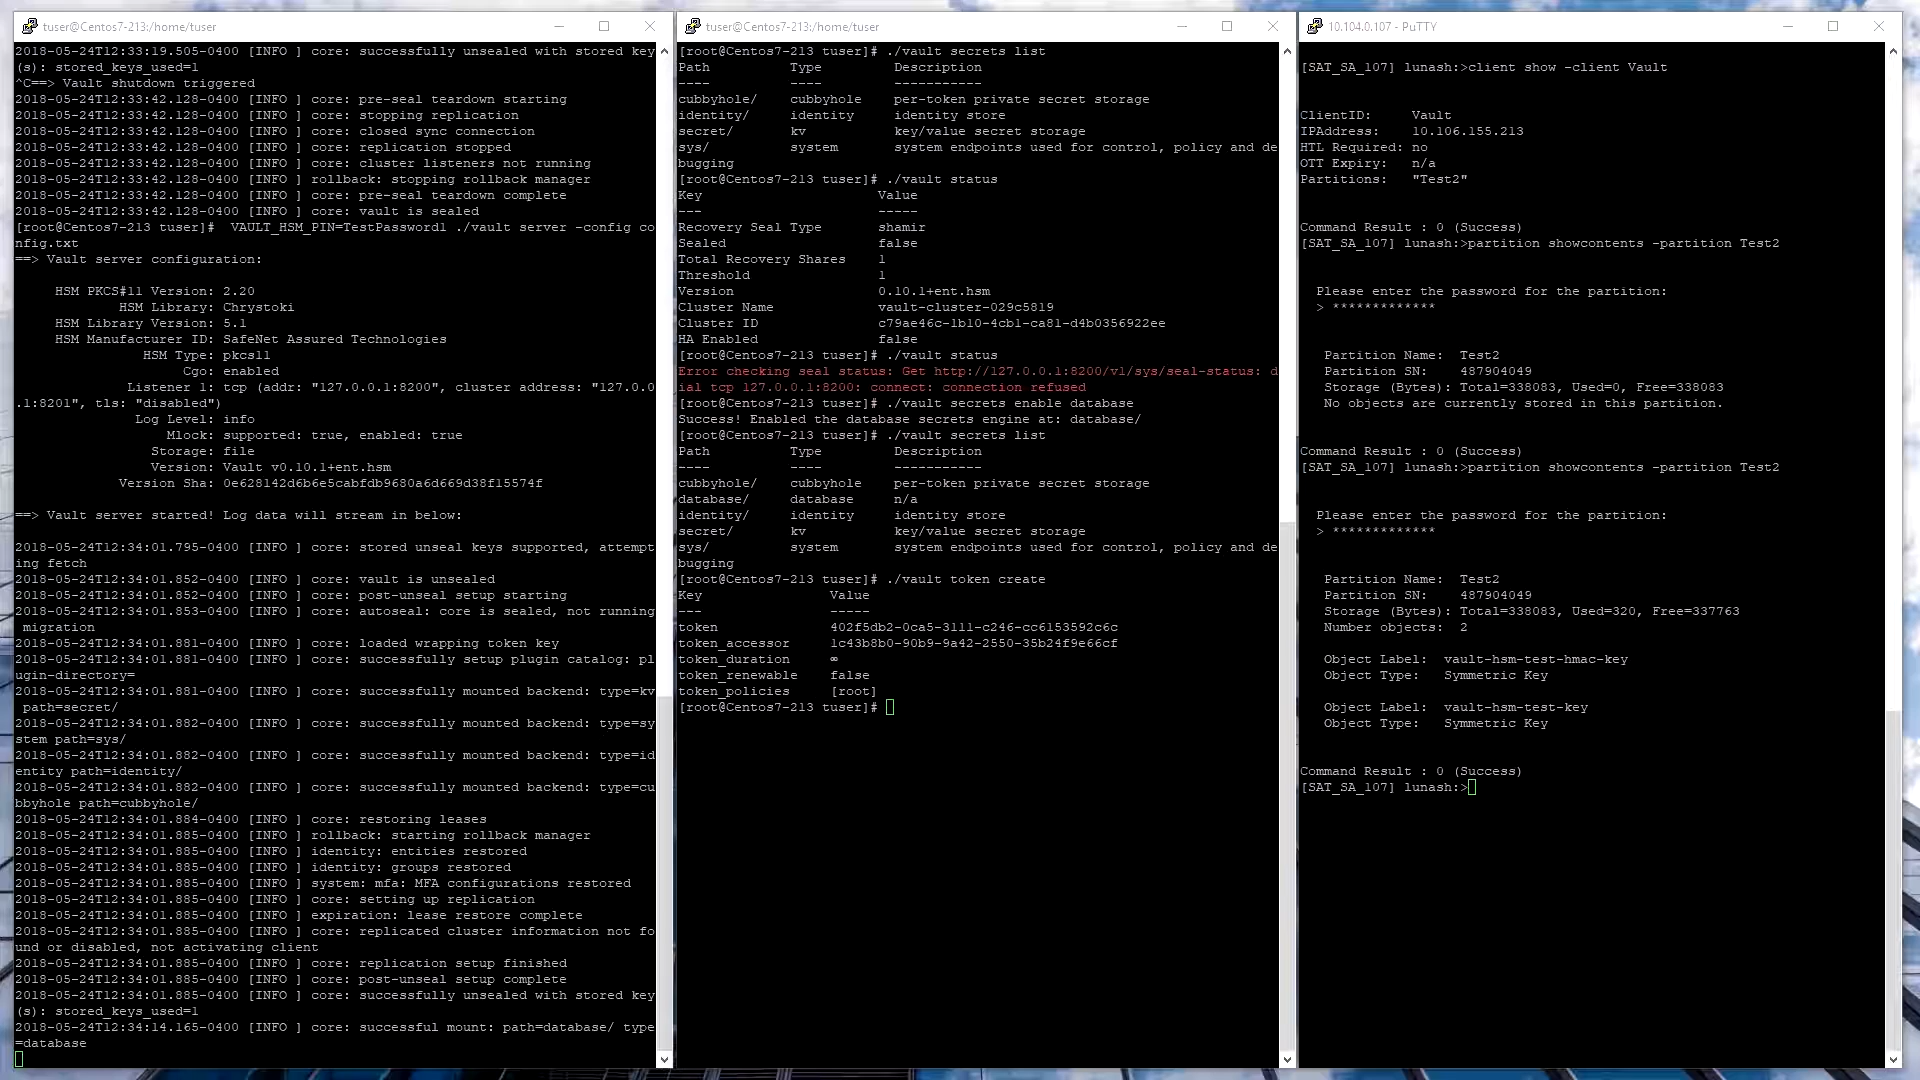 tuser@Centos7-213:/home/tuser
2018-05-24T12:33:19.505-0400 [INFO ] core: successfully unsealed with stored key
(s): stored_keys_used=1
^C==> Vault shutdown triggered
2018-05-24T12:33:42.128-0400 [INFO ] core: pre-seal teardown starting
2018-05-24T12:33:42.128-0400 [INFO ] core: stopping replication
2018-05-24T12:33:42.128-0400 [INFO ] core: closed sync connection
2018-05-24T12:33:42.128-0400 [INFO ] core: replication stopped
2018-05-24T12:33:42.128-0400 [INFO ] core: cluster listeners not running
2018-05-24T12:33:42.128-0400 [INFO ] rollback: stopping rollback manager
2018-05-24T12:33:42.128-0400 [INFO ] core: pre-seal teardown complete
2018-05-24T12:33:42.128-0400 [INFO ] core: vault is sealed
[root@Centos7-213 tuser]#  VAULT_HSM_PIN=TestPassword1 ./vault server -config co
nfig.txt
==> Vault server configuration:
HSM PKCS#11 Version: 2.20
HSM Library: Chrystoki
HSM Library Version: 5.1
HSM Manufacturer ID: SafeNet Assured Technologies
HSM Type: pkcs11
Cgo: enabled
Listener 1: tcp (addr: "127.0.0.1:8200", cluster address: "127.0.0
.1:8201", tls: "disabled")
Log Level: info
Mlock: supported: true, enabled: true
Storage: file
Version: Vault v0.10.1+ent.hsm
Version Sha: 0e628142d6b6e5cabfdb9680a6d669d38f15574f
==> Vault server started! Log data will stream in below:
2018-05-24T12:34:01.795-0400 [INFO ] core: stored unseal keys supported, attempt
ing fetch
2018-05-24T12:34:01.852-0400 [INFO ] core: vault is unsealed
2018-05-24T12:34:01.852-0400 [INFO ] core: post-unseal setup starting
2018-05-24T12:34:01.853-0400 [INFO ] core: autoseal: core is sealed, not running
migration
2018-05-24T12:34:01.881-0400 [INFO ] core: loaded wrapping token key
2018-05-24T12:34:01.881-0400 [INFO ] core: successfully setup plugin catalog: pl
ugin-directory=
2018-05-24T12:34:01.881-0400 [INFO ] core: successfully mounted backend: type=kv
path=secret/
2018-05-24T12:34:01.882-0400 [INFO ] core: successfully mounted backend: type=sy
stem path=sys/
2018-05-24T12:34:01.882-0400 [INFO ] core: successfully mounted backend: type=id
entity path=identity/
2018-05-24T12:34:01.882-0400 [INFO ] core: successfully mounted backend: type=cu
bbyhole path=cubbyhole/
2018-05-24T12:34:01.884-0400 [INFO ] core: restoring leases
2018-05-24T12:34:01.885-0400 [INFO ] rollback: starting rollback manager
2018-05-24T12:34:01.885-0400 [INFO ] identity: entities restored
2018-05-24T12:34:01.885-0400 [INFO ] identity: groups restored
2018-05-24T12:34:01.885-0400 [INFO ] system: mfa: MFA configurations restored
2018-05-24T12:34:01.885-0400 [INFO ] core: setting up replication
2018-05-24T12:34:01.885-0400 [INFO ] expiration: lease restore complete
2018-05-24T12:34:01.885-0400 [INFO ] core: replicated cluster information not fo
und or disabled, not activating client
2018-05-24T12:34:01.885-0400 [INFO ] core: replication setup finished
2018-05-24T12:34:01.885-0400 [INFO ] core: post-unseal setup complete
2018-05-24T12:34:01.885-0400 [INFO ] core: successfully unsealed with stored key
(s): stored_keys_used=1
2018-05-24T12:34:14.165-0400 [INFO ] core: successful mount: path=database/ type
=database
tuser@Centos7-213:/home/tuser
[root@Centos7-213 tuser]# ./vault secrets list
Path          Type         Description
----          ----         -----------
cubbyhole/    cubbyhole    per-token private secret storage
identity/     identity     identity store
secret/       kv           key/value secret storage
sys/          system       system endpoints used for control, policy and de
bugging
[root@Centos7-213 tuser]# ./vault status
Key                      Value
---                      -----
Recovery Seal Type       shamir
Sealed                   false
Total Recovery Shares    1
Threshold                1
Version                  0.10.1+ent.hsm
Cluster Name             vault-cluster-029c5819
Cluster ID               c79ae46c-1b10-4cb1-ca81-d4b0356922ee
HA Enabled               false
[root@Centos7-213 tuser]# ./vault status
Error checking seal status: Get http://127.0.0.1:8200/v1/sys/seal-status: d
ial tcp 127.0.0.1:8200: connect: connection refused
[root@Centos7-213 tuser]# ./vault secrets enable database
Success! Enabled the database secrets engine at: database/
[root@Centos7-213 tuser]# ./vault secrets list
Path          Type         Description
----          ----         -----------
cubbyhole/    cubbyhole    per-token private secret storage
database/     database     n/a
identity/     identity     identity store
secret/       kv           key/value secret storage
sys/          system       system endpoints used for control, policy and de
bugging
[root@Centos7-213 tuser]# ./vault token create
Key                Value
---                -----
token              402f5db2-0ca5-3111-c246-cc6153592c6c
token_accessor     1c43b8b0-90b9-9a42-2550-35b24f9e66cf
token_duration     ∞
token_renewable    false
token_policies     [root]
[root@Centos7-213 tuser]#
10.104.0.107 - PuTTY
[SAT_SA_107] lunash:>client show -client Vault
ClientID:     Vault
IPAddress:    10.106.155.213
HTL Required: no
OTT Expiry:   n/a
Partitions:   "Test2"
Command Result : 0 (Success)
[SAT_SA_107] lunash:>partition showcontents -partition Test2
Please enter the password for the partition:
> *************
Partition Name:  Test2
Partition SN:    487904049
Storage (Bytes): Total=338083, Used=0, Free=338083
No objects are currently stored in this partition.
Command Result : 0 (Success)
[SAT_SA_107] lunash:>partition showcontents -partition Test2
Please enter the password for the partition:
> *************
Partition Name:  Test2
Partition SN:    487904049
Storage (Bytes): Total=338083, Used=320, Free=337763
Number objects:  2
Object Label:  vault-hsm-test-hmac-key
Object Type:   Symmetric Key
Object Label:  vault-hsm-test-key
Object Type:   Symmetric Key
Command Result : 0 (Success)
[SAT_SA_107] lunash:>